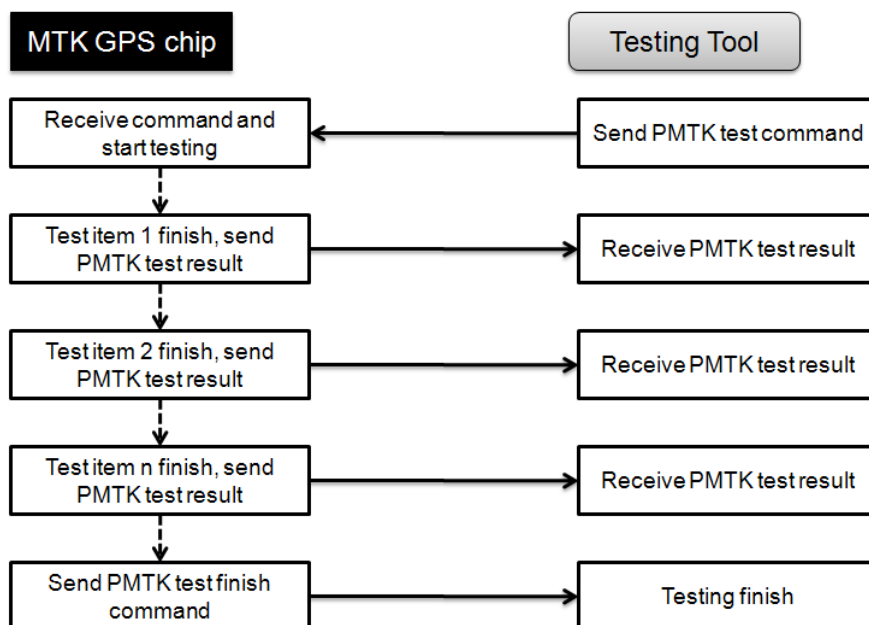 MTK GPS chip
Testing Tool
Receive command and
start testing
Send PMTK test command
Test item 1 finish, send
PMTK test result
Receive PMTK test result
Test item 2 finish, send
PMTK test result
Receive PMTK test result
Test item n finish, send
PMTK test result
Receive PMTK test result
Send PMTK test finish
command
Testing finish